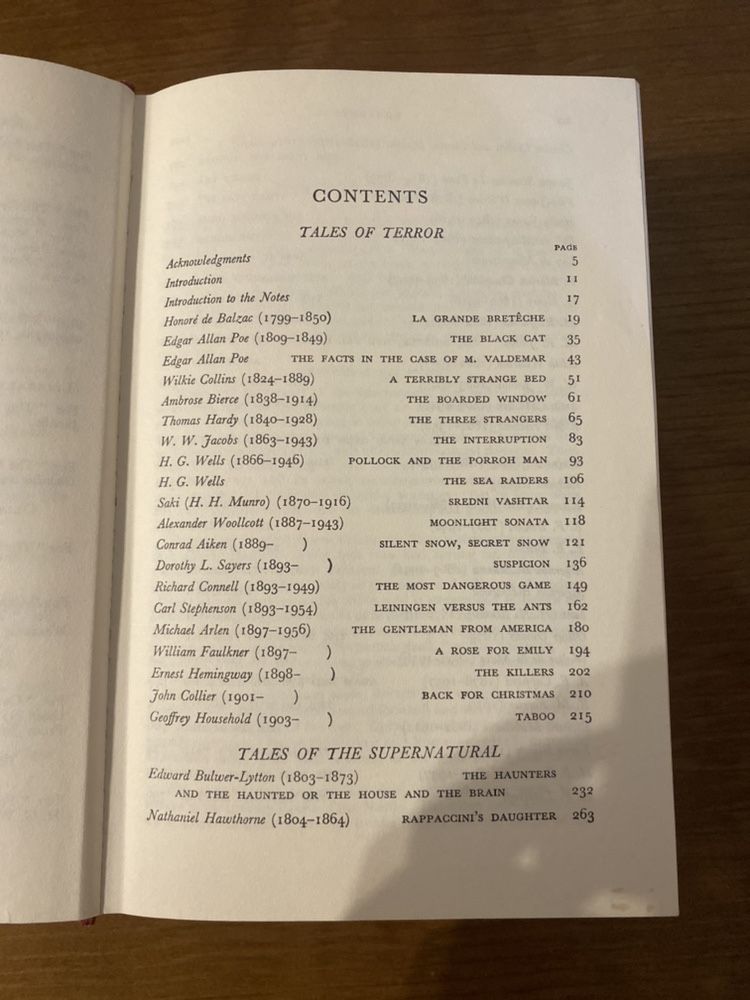 CONTENTS
TALES OF TERROR
PAGE
Acknowledgments 5
Introduction 11
Introduction to the Notes 17
Honoré de Balzac (1799–1850) LA GRANDE BRETÊCHE 19
Edgar Allan Poe (1809–1849) THE BLACK CAT 35
Edgar Allan Poe THE FACTS IN THE CASE OF M. VALDEMAR 43
Wilkie Collins (1824–1889) A TERRIBLY STRANGE BED 51
Ambrose Bierce (1838–1914) THE BOARDED WINDOW 61
Thomas Hardy (1840–1928) THE THREE STRANGERS 65
W. W. Jacobs (1863–1943) THE INTERRUPTION 83
H. G. Wells (1866–1946) POLLOCK AND THE PORROH MAN 93
H. G. Wells THE SEA RAIDERS 106
Saki (H. H. Munro) (1870–1916) SREDNI VASHTAR 114
Alexander Woollcott (1887–1943) MOONLIGHT SONATA 118
Conrad Aiken (1889– ) SILENT SNOW, SECRET SNOW 121
Dorothy L. Sayers (1893– ) SUSPICION 136
Richard Connell (1893–1949) THE MOST DANGEROUS GAME 149
Carl Stephenson (1893–1954) LEININGEN VERSUS THE ANTS 162
Michael Arlen (1897–1956) THE GENTLEMAN FROM AMERICA 180
William Faulkner (1897– ) A ROSE FOR EMILY 194
Ernest Hemingway (1898– ) THE KILLERS 202
John Collier (1901– ) BACK FOR CHRISTMAS 210
Geoffrey Household (1903– ) TABOO 215
TALES OF THE SUPERNATURAL
Edward Bulwer-Lytton (1803–1873) THE HAUNTERS
AND THE HAUNTED OR THE HOUSE AND THE BRAIN 232
Nathaniel Hawthorne (1804–1864) RAPPACCINI'S DAUGHTER 263